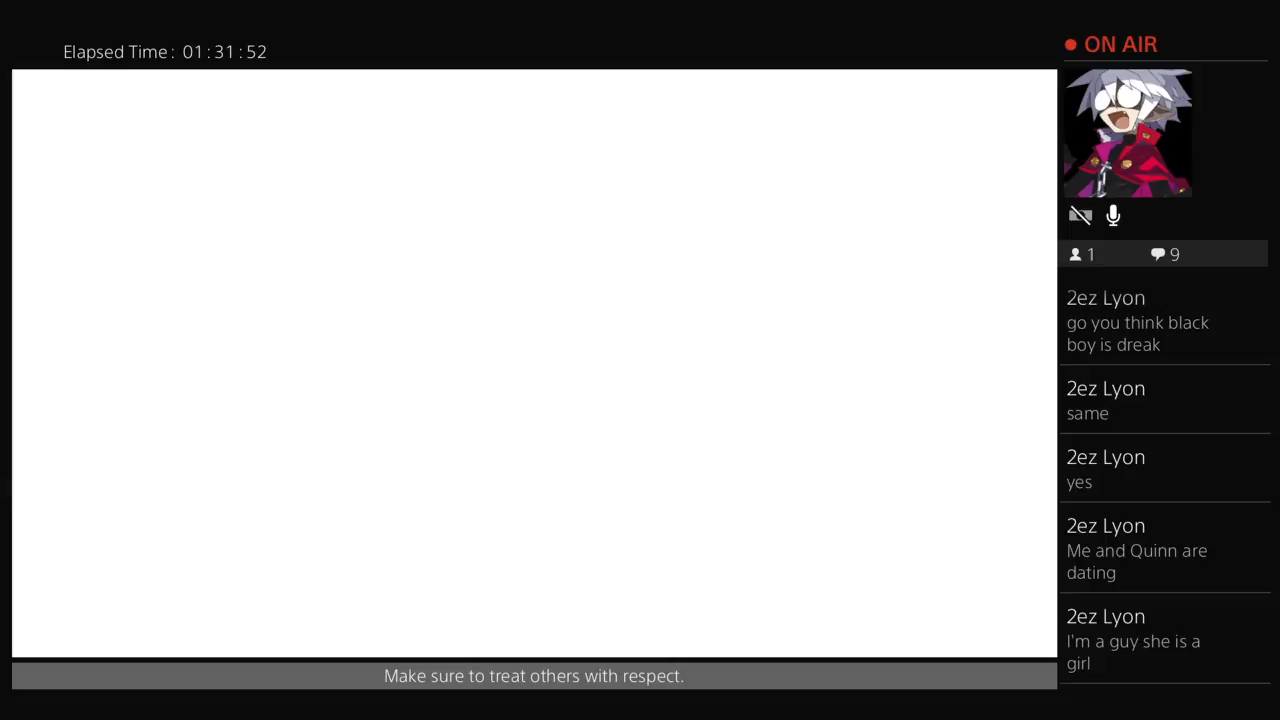 Elapsed Time: 01:31:52
ON AIR
1
9
2ez Lyon
go you think black
boy is dreak
2ez Lyon
same
2ez Lyon
yes
2ez Lyon
Me and Quinn are
dating
2ez Lyon
I'm a guy she is a
girl
Make sure to treat others with respect.